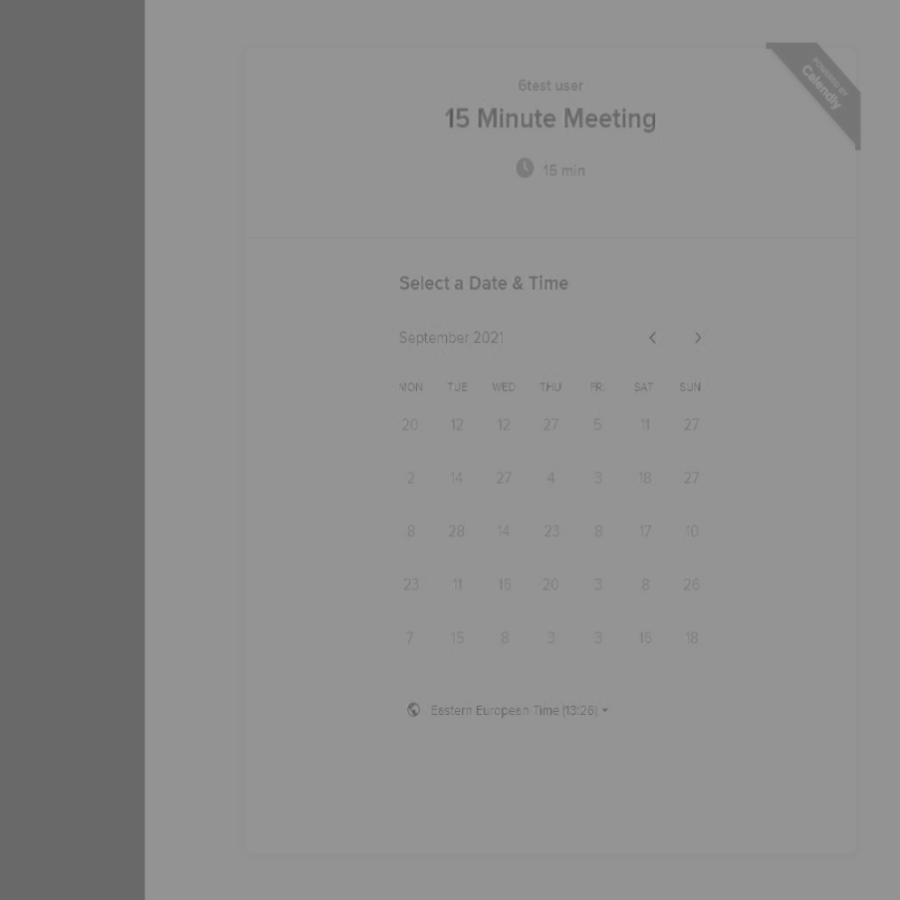 POWERED BY
Calendly
6test user
15 Minute Meeting
15 min
Select a Date & Time
September 2021
MON TUE WED THU FRI SAT SUN
20 12 12 27 5 11 27
2 14 27 4 3 18 27
8 28 14 23 8 17 10
23 11 16 20 3 8 26
7 15 8 3 3 16 18
Eastern European Time (13:26)